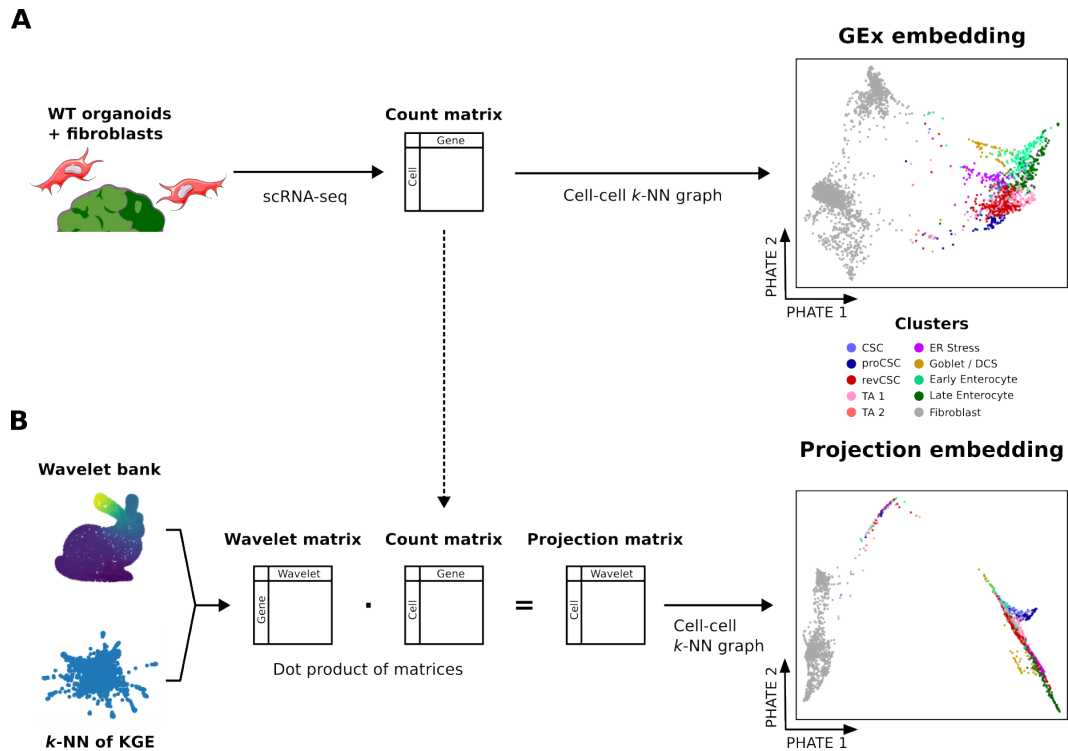 A
GEx embedding
WT organoids
+ fibroblasts
Count matrix
Gene
Cell
scRNA-seq
Cell-cell k-NN graph
PHATE 2
PHATE 1
Clusters
CSC
proCSC
revCSC
TA 1
TA 2
ER Stress
Goblet / DCS
Early Enterocyte
Late Enterocyte
Fibroblast
B
Projection embedding
Wavelet bank
Wavelet matrix
Count matrix
Projection matrix
Wavelet
Gene
·
Gene
Cell
=
Wavelet
Cell
Cell-cell
k-NN graph
Dot product of matrices
k-NN of KGE
PHATE 2
PHATE 1